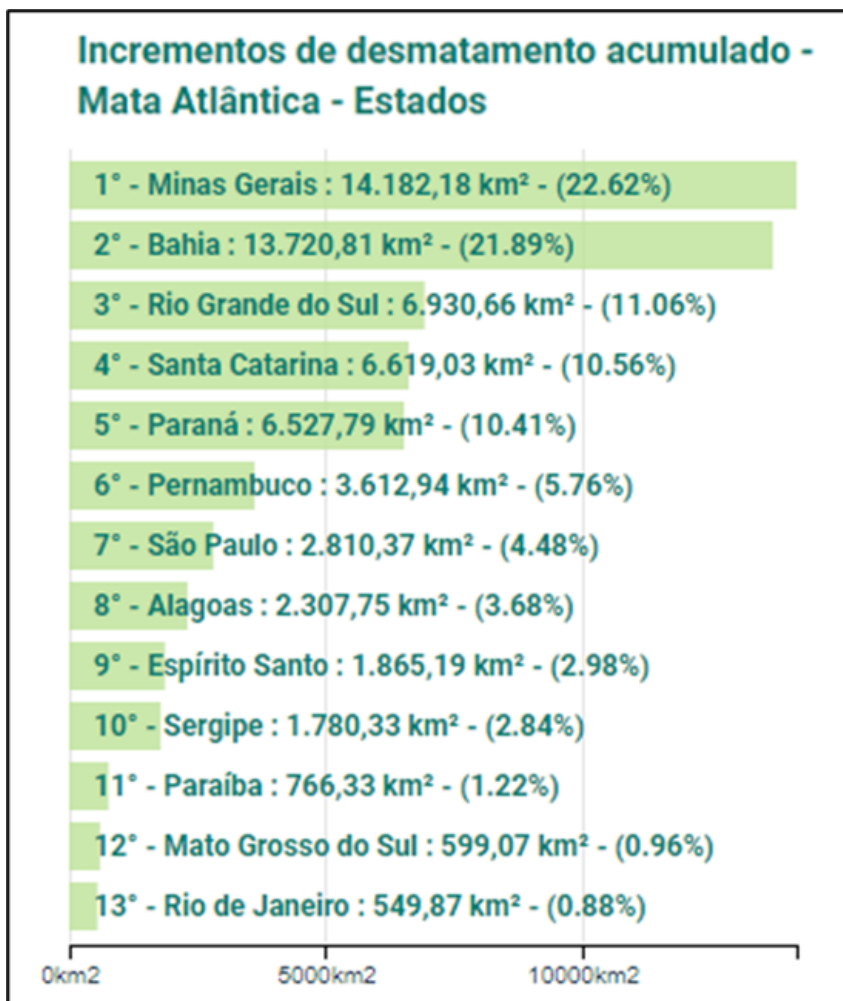 Incrementos de desmatamento acumulado -
Mata Atlântica - Estados
1° - Minas Gerais : 14.182,18 km² - (22.62%)
2° - Bahia : 13.720,81 km² - (21.89%)
3° - Rio Grande do Sul : 6.930,66 km² - (11.06%)
4° - Santa Catarina : 6.619,03 km² - (10.56%)
5° - Paraná : 6.527,79 km² - (10.41%)
6° - Pernambuco : 3.612,94 km² - (5.76%)
7° - São Paulo : 2.810,37 km² - (4.48%)
8° - Alagoas : 2.307,75 km² - (3.68%)
9° - Espírito Santo : 1.865,19 km² - (2.98%)
10° - Sergipe : 1.780,33 km² - (2.84%)
11° - Paraíba : 766,33 km² - (1.22%)
12° - Mato Grosso do Sul : 599,07 km² - (0.96%)
13° - Rio de Janeiro : 549,87 km² - (0.88%)
0km2 5000km2 10000km2